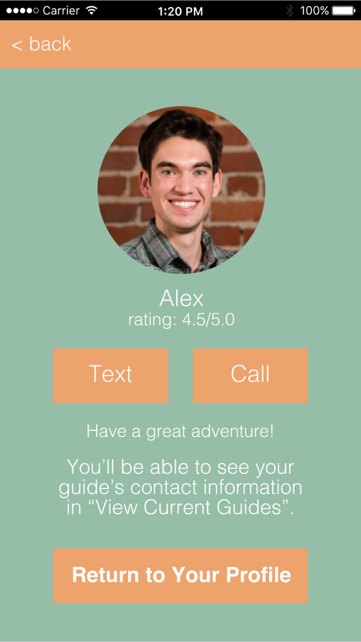 Carrier 1:20 PM 100%
< back
Alex
rating: 4.5/5.0
Text Call
Have a great adventure!
You’ll be able to see your
guide’s contact information
in “View Current Guides”.
Return to Your Profile